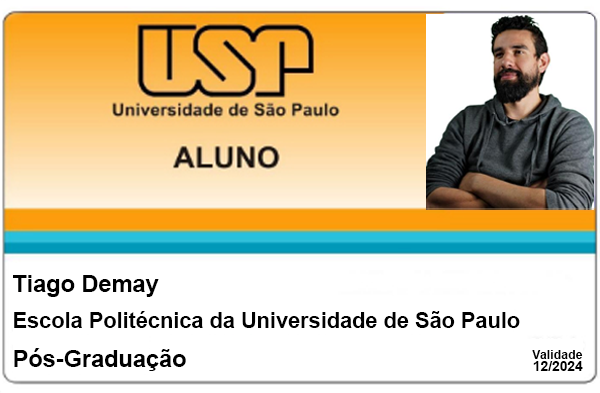 USP
Universidade de São Paulo
ALUNO
Tiago Demay
Escola Politécnica da Universidade de São Paulo
Pós-Graduação
Validade
12/2024